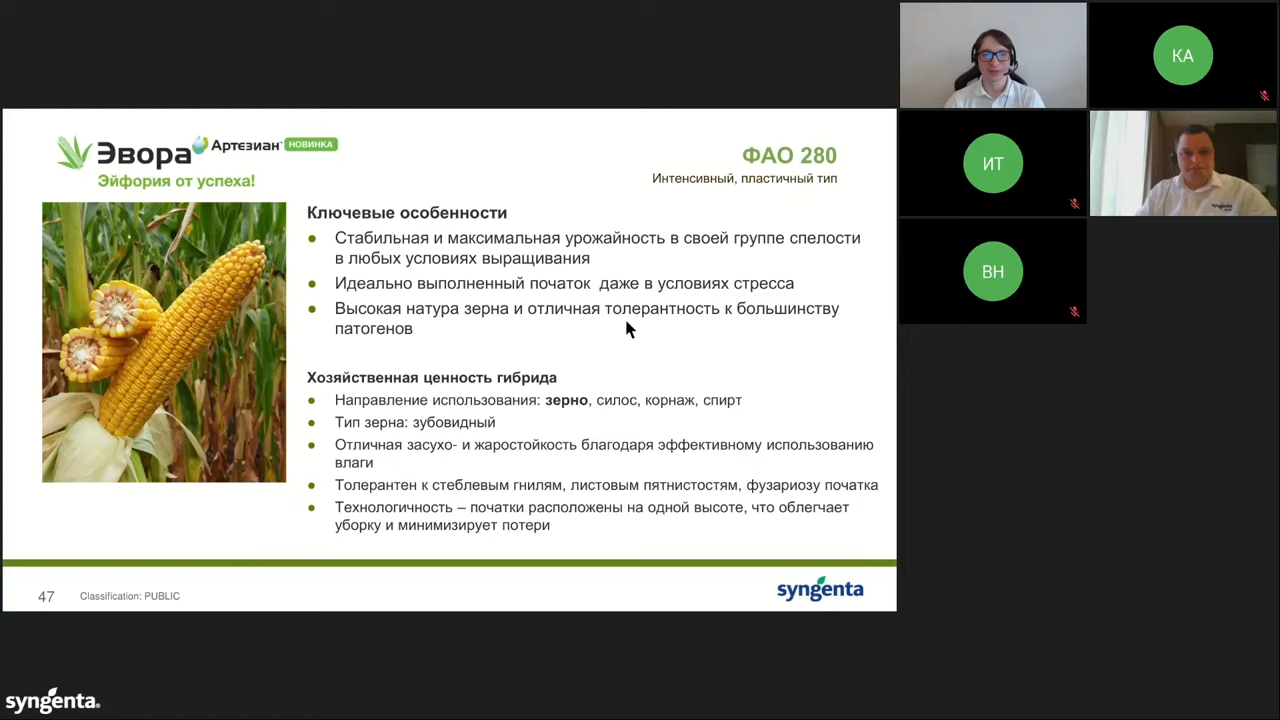 Эвора Артезиан НОВИНКА
Эйфория от успеха!
ФАО 280
Интенсивный, пластичный тип
Ключевые особенности
Стабильная и максимальная урожайность в своей группе спелости
в любых условиях выращивания
Идеально выполненный початок даже в условиях стресса
Высокая натура зерна и отличная толерантность к большинству
патогенов
Хозяйственная ценность гибрида
Направление использования: зерно, силос, корнаж, спирт
Тип зерна: зубовидный
Отличная засухо- и жаростойкость благодаря эффективному использованию
влаги
Толерантен к стеблевым гнилям, листовым пятнистостям, фузариозу початка
Технологичность – початки расположены на одной высоте, что облегчает
уборку и минимизирует потери
47
Classification: PUBLIC
syngenta
КА
ИТ
syngenta
ВН
syngenta.